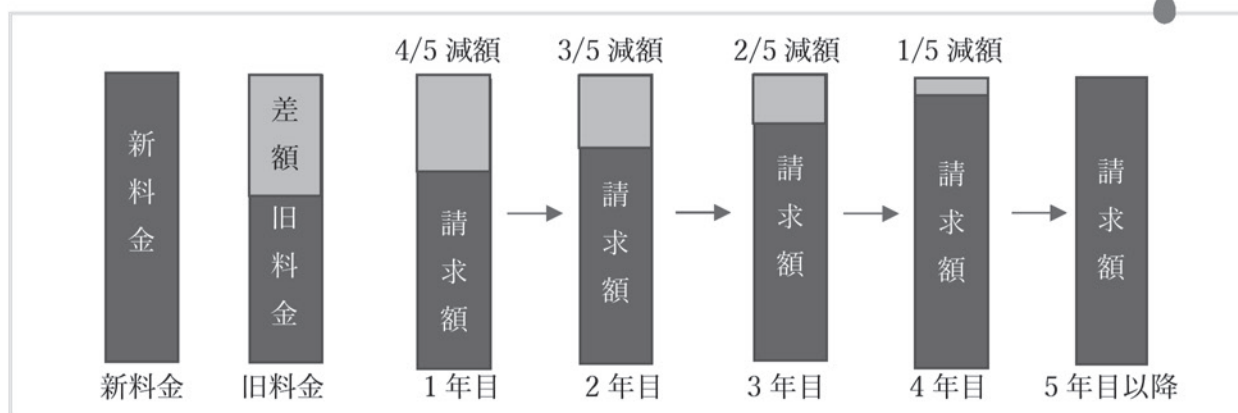 4/5 減額
3/5 減額
2/5 減額
1/5 減額
新料金
差額
旧料金
請求額
請求額
請求額
請求額
請求額
新料金
旧料金
1 年目
2 年目
3 年目
4 年目
5 年目以降